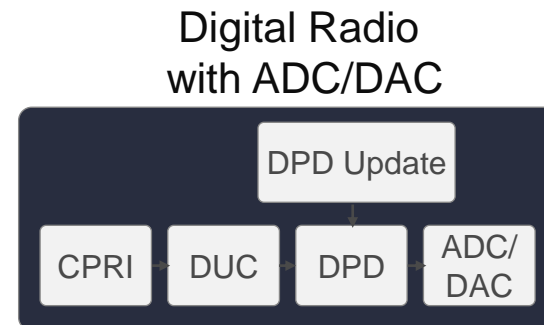 Digital Radio
with ADC/DAC
DPD Update
CPRI
DUC
DPD
ADC/
DAC